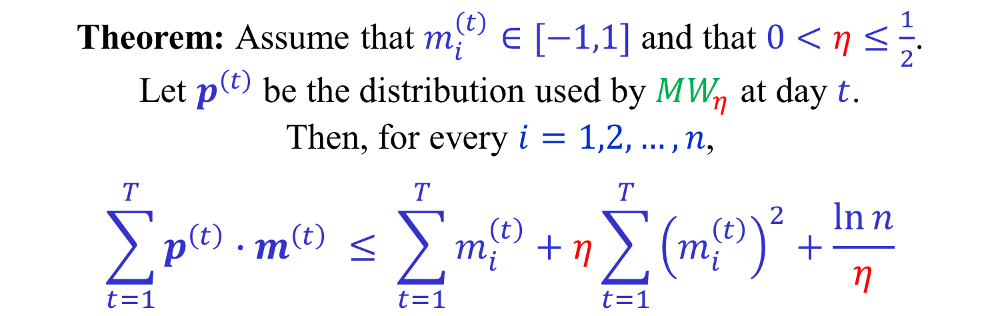 Theorem: Assume that $m_i^{(t)} \in [-1,1]$ and that $0 < \eta \leq \frac{1}{2}$.
Let $\boldsymbol{p}^{(t)}$ be the distribution used by $MW_\eta$ at day $t$.
Then, for every $i = 1,2,\ldots,n$,
$\sum_{t=1}^{T} \boldsymbol{p}^{(t)} \cdot \boldsymbol{m}^{(t)} \leq \sum_{t=1}^{T} m_i^{(t)} + \eta \sum_{t=1}^{T} \left(m_i^{(t)}\right)^2 + \frac{\ln n}{\eta}$